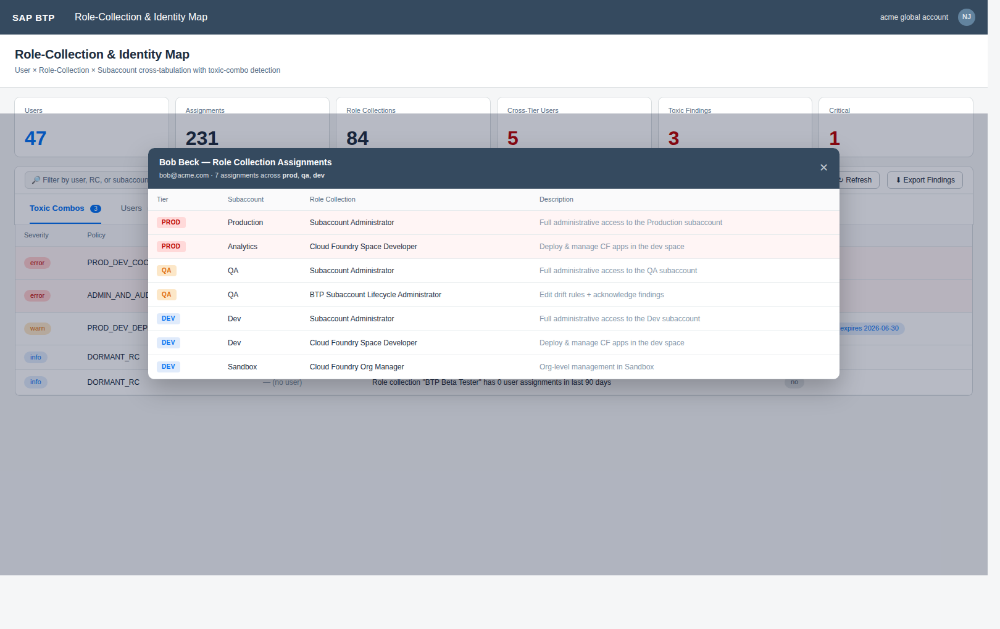 SAP BTP Role-Collection & Identity Map acme global account NJ
Role-Collection & Identity Map
User × Role-Collection × Subaccount cross-tabulation with toxic-combo detection
Users Assignments Role Collections Cross-Tier Users Toxic Findings Critical
47 231 84 5 3 1
Bob Beck — Role Collection Assignments
bob@acme.com · 7 assignments across prod, qa, dev
✕
🔎 Filter by user, RC, or subaccoun
↻ Refresh ⬇ Export Findings
Toxic Combos 3 Users
Tier Subaccount Role Collection Description
PROD Production Subaccount Administrator Full administrative access to the Production subaccount
PROD Analytics Cloud Foundry Space Developer Deploy & manage CF apps in the dev space
QA QA Subaccount Administrator Full administrative access to the QA subaccount
QA QA BTP Subaccount Lifecycle Administrator Edit drift rules + acknowledge findings
DEV Dev Subaccount Administrator Full administrative access to the Dev subaccount
DEV Dev Cloud Foundry Space Developer Deploy & manage CF apps in the dev space
DEV Sandbox Cloud Foundry Org Manager Org-level management in Sandbox
Severity Policy
error PROD_DEV_COC
error ADMIN_AND_AUD
warn PROD_DEV_DEP expires 2026-06-30
info DORMANT_RC
info DORMANT_RC — (no user) Role collection "BTP Beta Tester" has 0 user assignments in last 90 days no